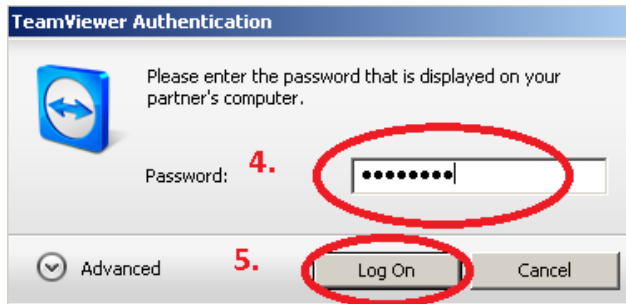 TeamViewer Authentication
Please enter the password that is displayed on your
partner's computer.
Password: 4. ••••••••
Advanced 5. Log On Cancel